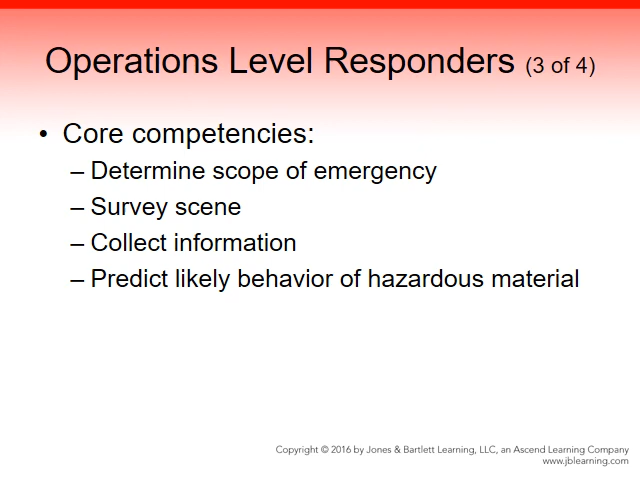 Operations Level Responders (3 of 4)
• Core competencies:
– Determine scope of emergency
– Survey scene
– Collect information
– Predict likely behavior of hazardous material
Copyright © 2016 by Jones & Bartlett Learning, LLC, an Ascend Learning Company
www.jblearning.com